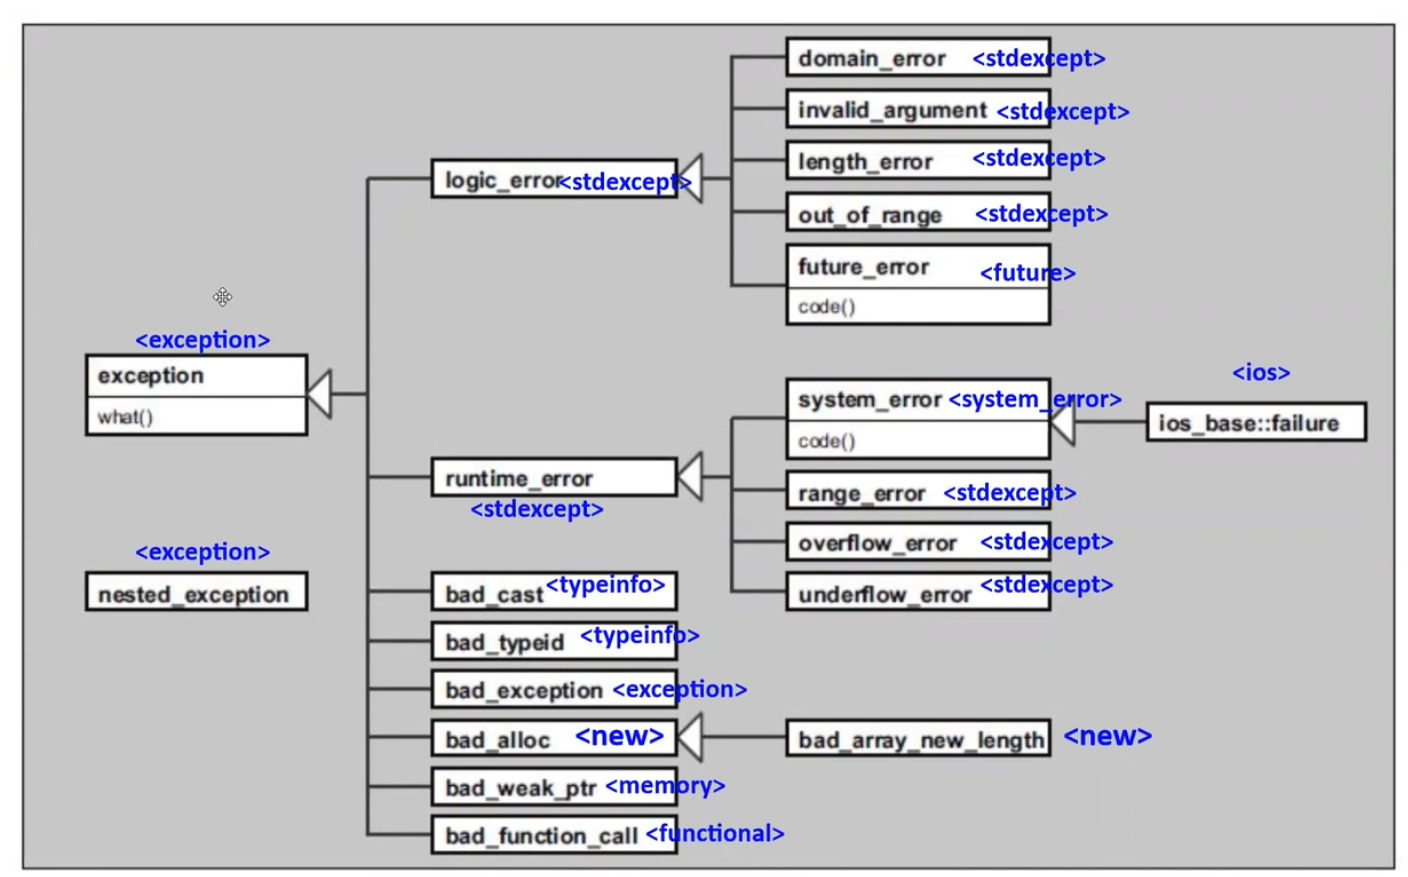 domain_error <stdexcept>
invalid_argument <stdexcept>
length_error <stdexcept>
logic_error <stdexcept>
out_of_range <stdexcept>
future_error <future>
code()
<exception>
exception
what()
<ios>
system_error <system_error>
ios_base::failure
code()
runtime_error
<stdexcept>
range_error <stdexcept>
overflow_error <stdexcept>
<exception>
nested_exception
bad_cast <typeinfo>
underflow_error <stdexcept>
bad_typeid <typeinfo>
bad_exception <exception>
bad_alloc <new>
bad_array_new_length <new>
bad_weak_ptr <memory>
bad_function_call <functional>